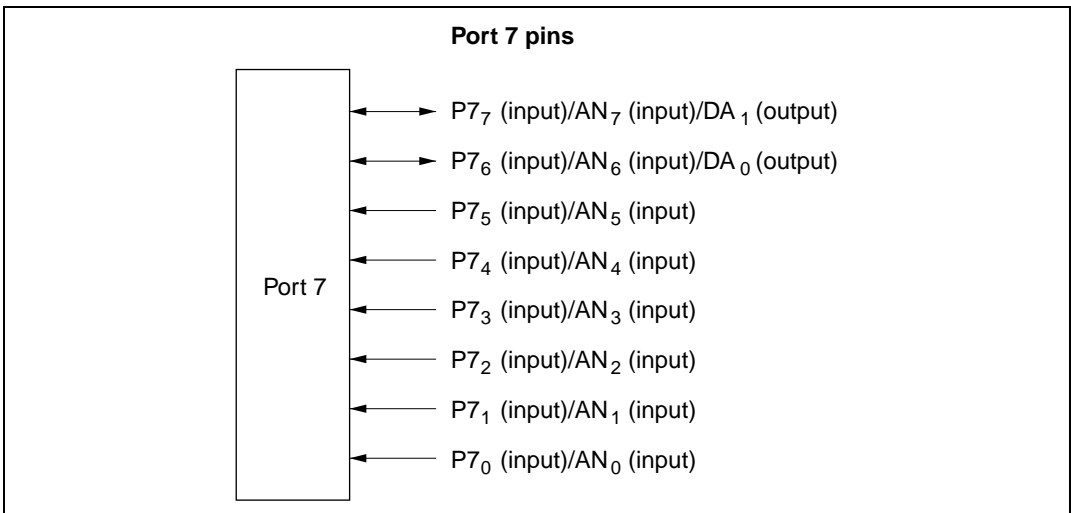 Port 7 pins
P7₇ (input)/AN₇ (input)/DA₁ (output)
P7₆ (input)/AN₆ (input)/DA₀ (output)
P7₅ (input)/AN₅ (input)
P7₄ (input)/AN₄ (input)
Port 7
P7₃ (input)/AN₃ (input)
P7₂ (input)/AN₂ (input)
P7₁ (input)/AN₁ (input)
P7₀ (input)/AN₀ (input)